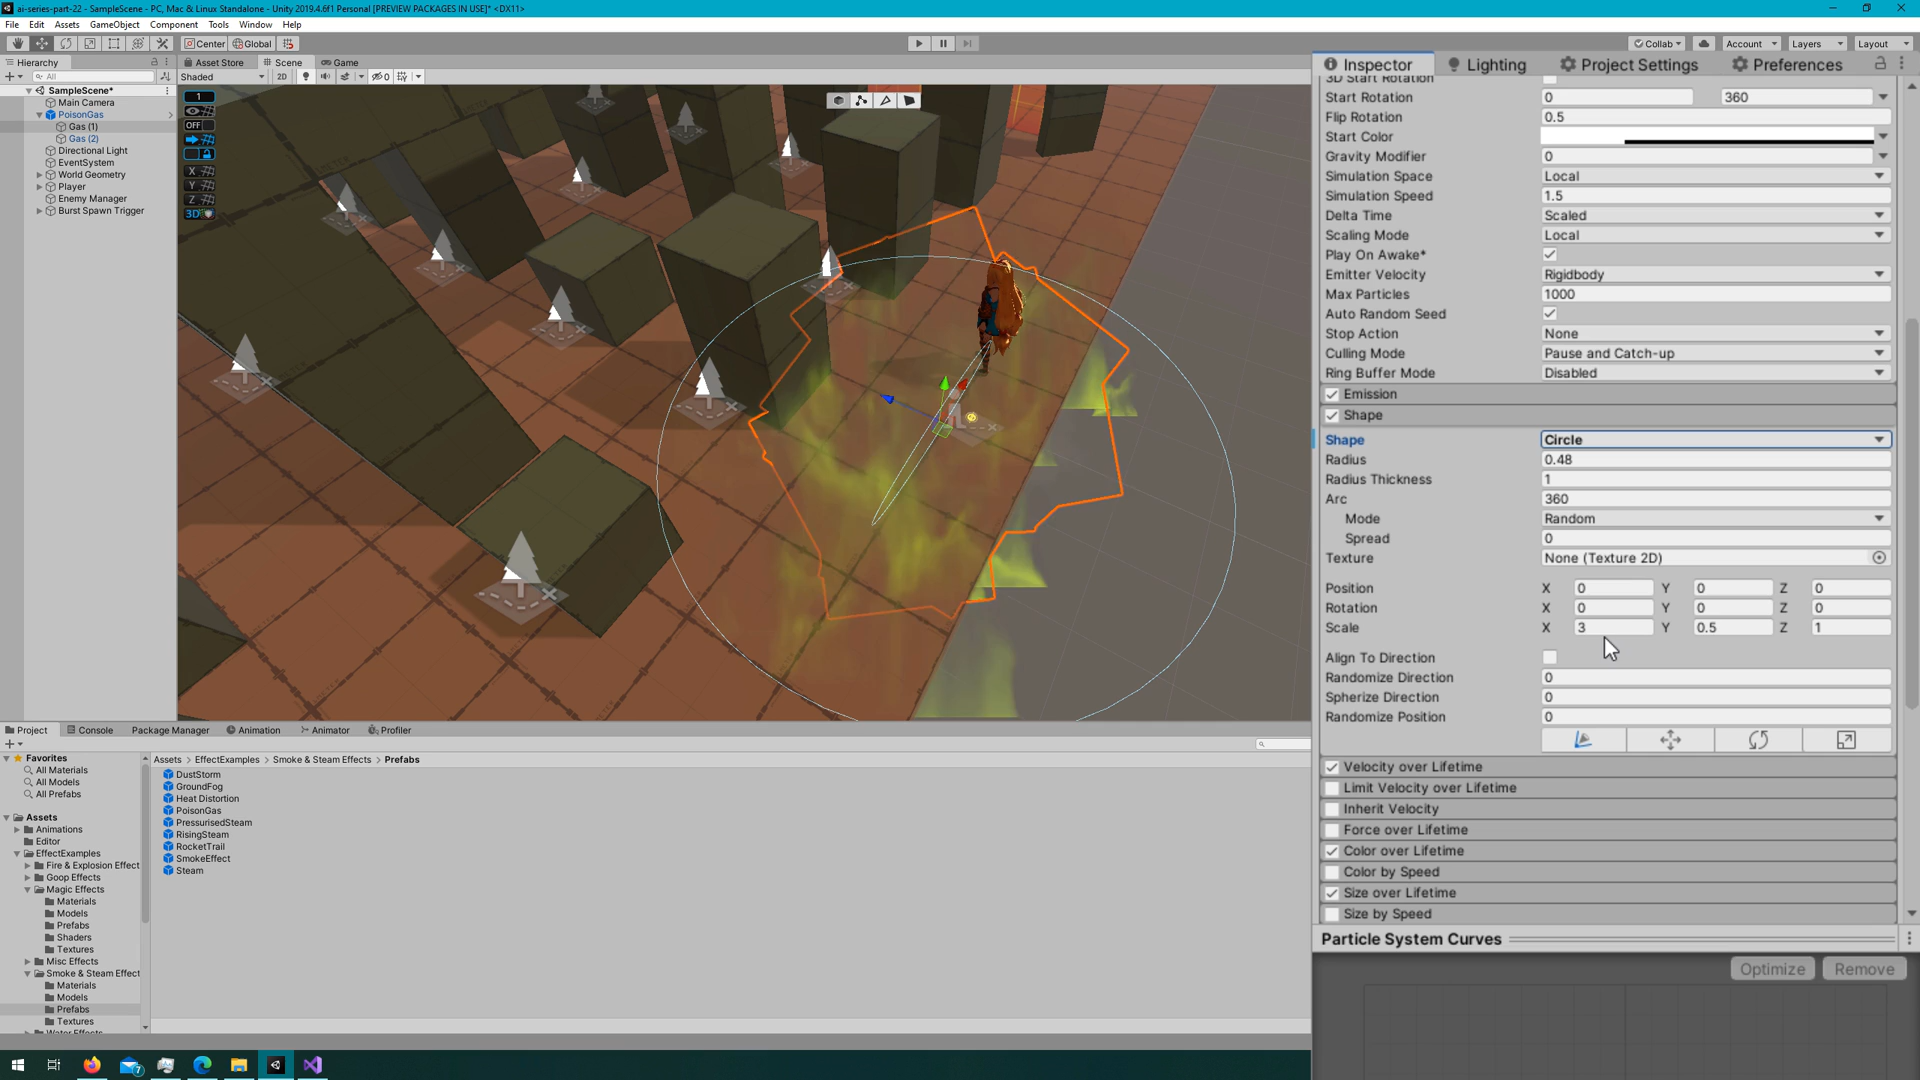 ai-series-part-22 - SampleScene - PC, Mac & Linux Standalone - Unity 2019.4.6f1 Personal [PREVIEW PACKAGES IN USE]* <DX11>
File Edit Assets GameObject Component Tools Services Window Help
Center Global
Collab Account Layers Layout
Hierarchy
All
SampleScene*
Main Camera
PoisonGas
Gas (1)
Gas (2)
Directional Light
EventSystem
World Geometry
Player
Enemy Manager
Burst Spawn Trigger
Asset Store Scene Game
Shaded 2D 0
1
OFF
X
Y
Z
3D
Inspector Lighting Project Settings Preferences
3D Start Rotation
Start Rotation 0 360
Flip Rotation 0.5
Start Color
Gravity Modifier 0
Simulation Space Local
Simulation Speed 1.5
Delta Time Scaled
Scaling Mode Local
Play On Awake*
Emitter Velocity Rigidbody
Max Particles 1000
Auto Random Seed
Stop Action None
Culling Mode Pause and Catch-up
Ring Buffer Mode Disabled
Emission
Shape
Shape Circle
Radius 0.48
Radius Thickness 1
Arc 360
Mode Random
Spread 0
Texture None (Texture 2D)
Position X 0 Y 0 Z 0
Rotation X 0 Y 0 Z 0
Scale X 3 Y 0.5 Z 1
Align To Direction
Randomize Direction 0
Spherize Direction 0
Randomize Position 0
Velocity over Lifetime
Limit Velocity over Lifetime
Inherit Velocity
Force over Lifetime
Color over Lifetime
Color by Speed
Size over Lifetime
Size by Speed
Particle System Curves
Optimize Remove
Project Console Package Manager Animation Animator Profiler
Favorites
All Materials
All Models
All Prefabs
Assets
Animations
Editor
EffectExamples
Fire & Explosion Effect
Goop Effects
Magic Effects
Materials
Models
Prefabs
Shaders
Textures
Misc Effects
Smoke & Steam Effect
Materials
Models
Prefabs
Textures
Water Effects
Assets > EffectExamples > Smoke & Steam Effects > Prefabs
DustStorm
GroundFog
Heat Distortion
PoisonGas
PressurisedSteam
RisingSteam
RocketTrail
SmokeEffect
Steam
7